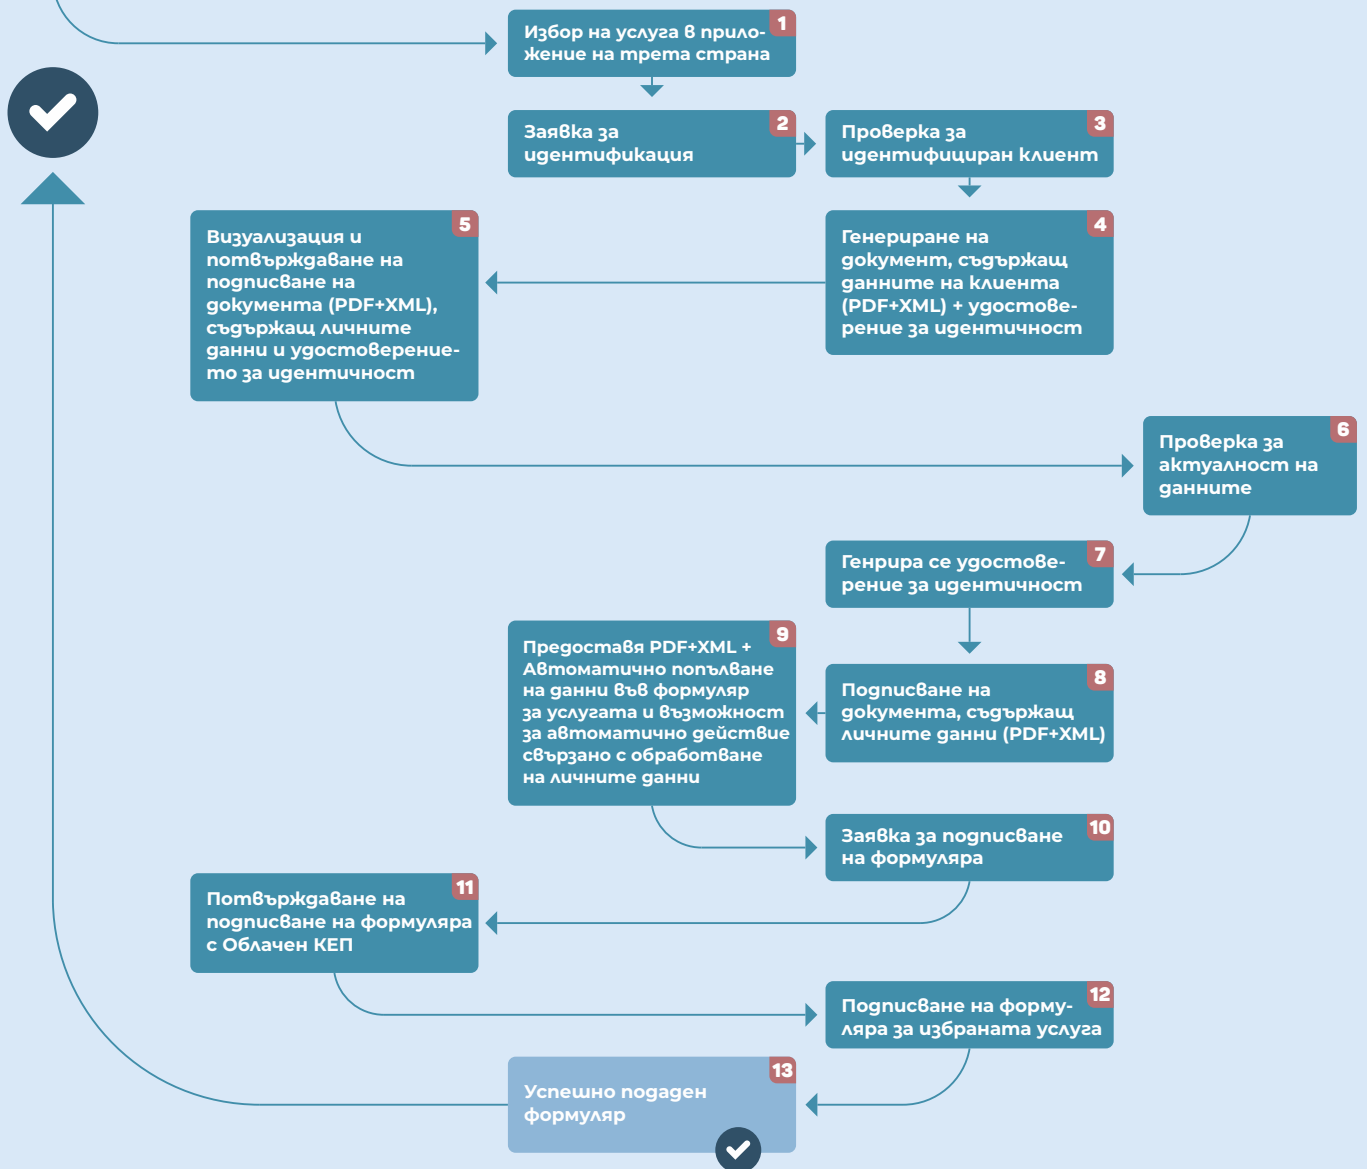 1
Избор на услуга в прило-
жение на трета страна
2
Заявка за
идентификация
3
Проверка за
идентифициран клиент
4
Генериране на
документ, съдържащ
данните на клиента
(PDF+XML) + удостове-
рение за идентичност
5
Визуализация и
потвърждаване на
подписване на
документа (PDF+XML),
съдържащ личните
данни и удостоверение-
то за идентичност
6
Проверка за
актуалност на
данните
7
Генрира се удостове-
рение за идентичност
8
Подписване на
документа, съдържащ
личните данни (PDF+XML)
9
Предоставя PDF+XML +
Автоматично попълване
на данни във формуляр
за услугата и възможност
за автоматично действие
свързано с обработване
на личните данни
10
Заявка за подписване
на формуляра
11
Потвърждаване на
подписване на формуляра
с Облачен КЕП
12
Подписване на форму-
ляра за избраната услуга
13
Успешно подаден
формуляр